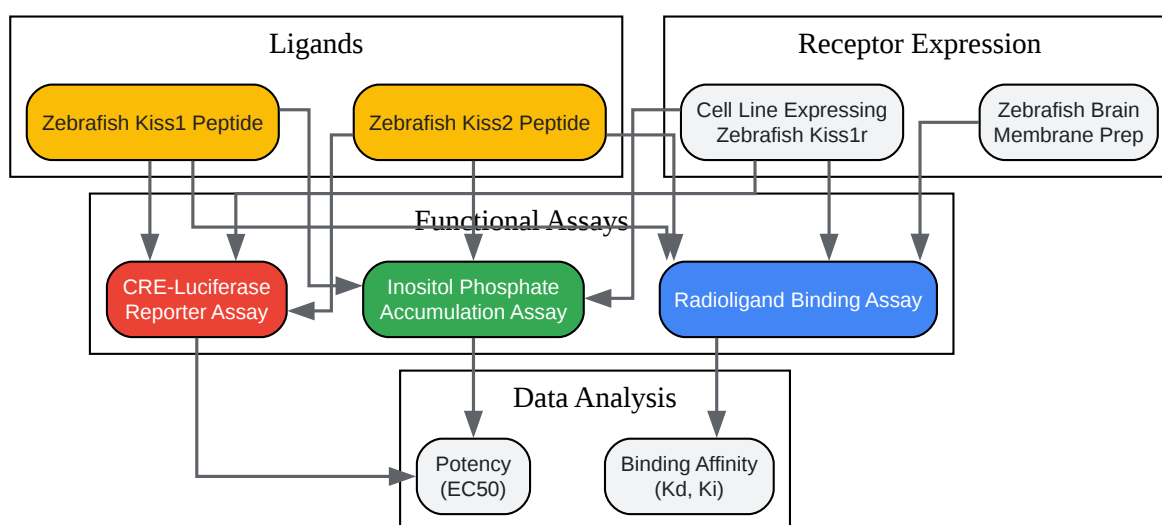 Ligands
Receptor Expression
Zebrafish Kiss1 Peptide
Zebrafish Kiss2 Peptide
Cell Line Expressing
Zebrafish Kiss1r
Zebrafish Brain
Membrane Prep
Functional Assays
CRE-Luciferase
Reporter Assay
Inositol Phosphate
Accumulation Assay
Radioligand Binding Assay
Data Analysis
Potency
(EC50)
Binding Affinity
(Kd, Ki)